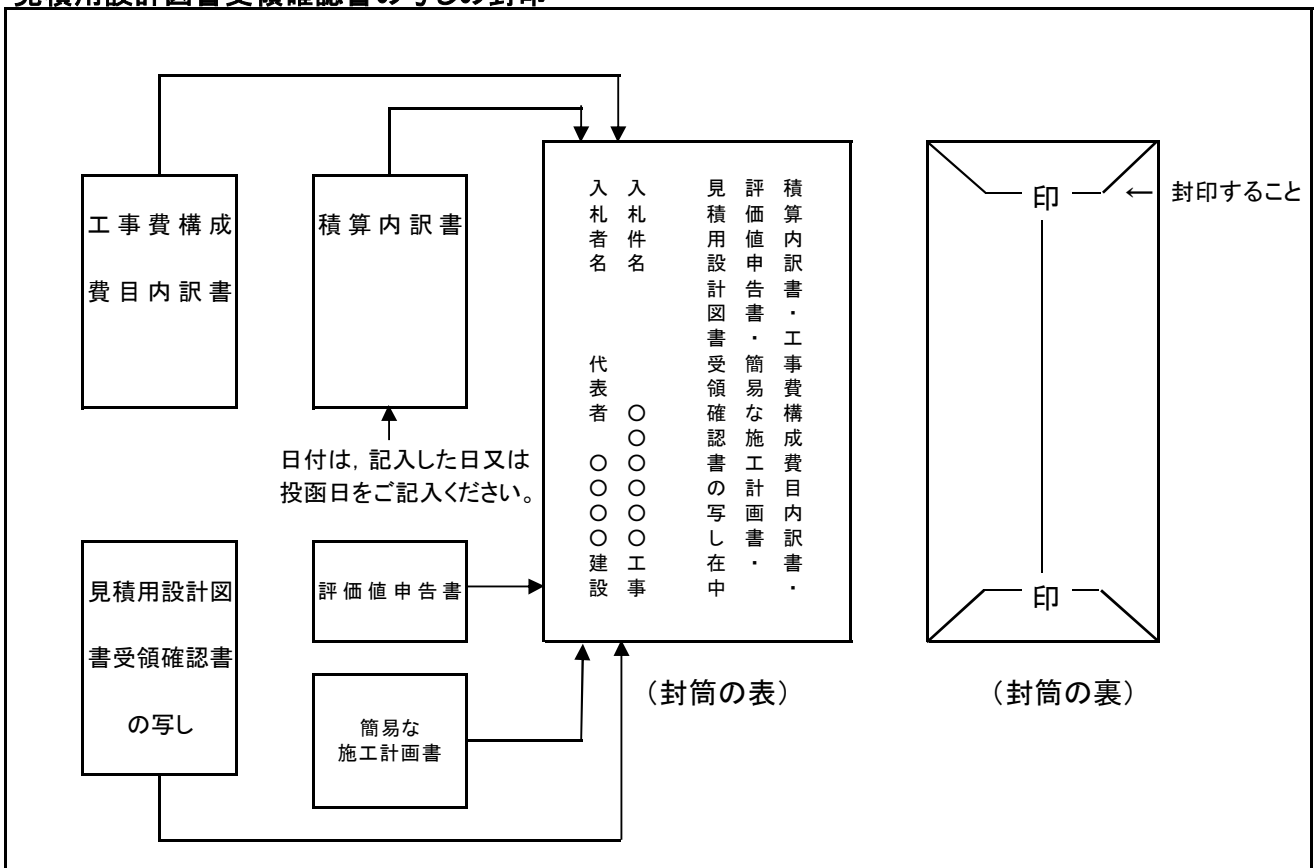 見積用設計図書受領確認書の写しの封印
工事費構成
費目内訳書
積算内訳書
日付は，記入した日又は
投函日をご記入ください。
見積用設計図
書受領確認書
の写し
評価値申告書
簡易な
施工計画書
積算内訳書・工事費構成費目内訳書・
評価値申告書・簡易な施工計画書・
見積用設計図書受領確認書の写し在中
入札件名　〇〇〇〇〇〇工事
入札者名　代表者　〇〇〇〇建設
（封筒の表）
印
← 封印すること
印
（封筒の裏）